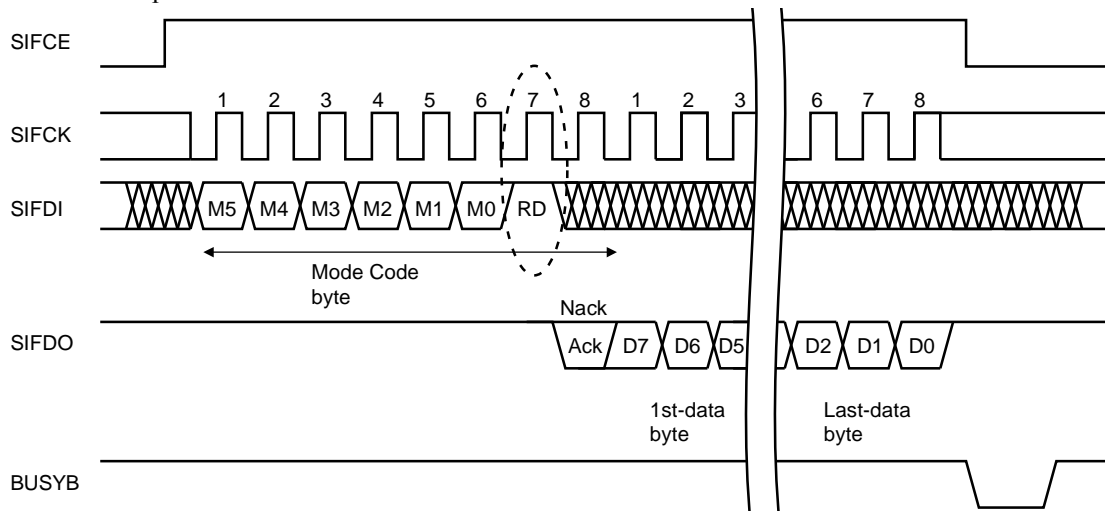 SIFCE
1 2 3 4 5 6 7 8 1 2 3 6 7 8
SIFCK
SIFDI M5 M4 M3 M2 M1 M0 RD
Mode Code
byte
Nack
SIFDO Ack D7 D6 D5 D2 D1 D0
1st-data Last-data
byte byte
BUSYB